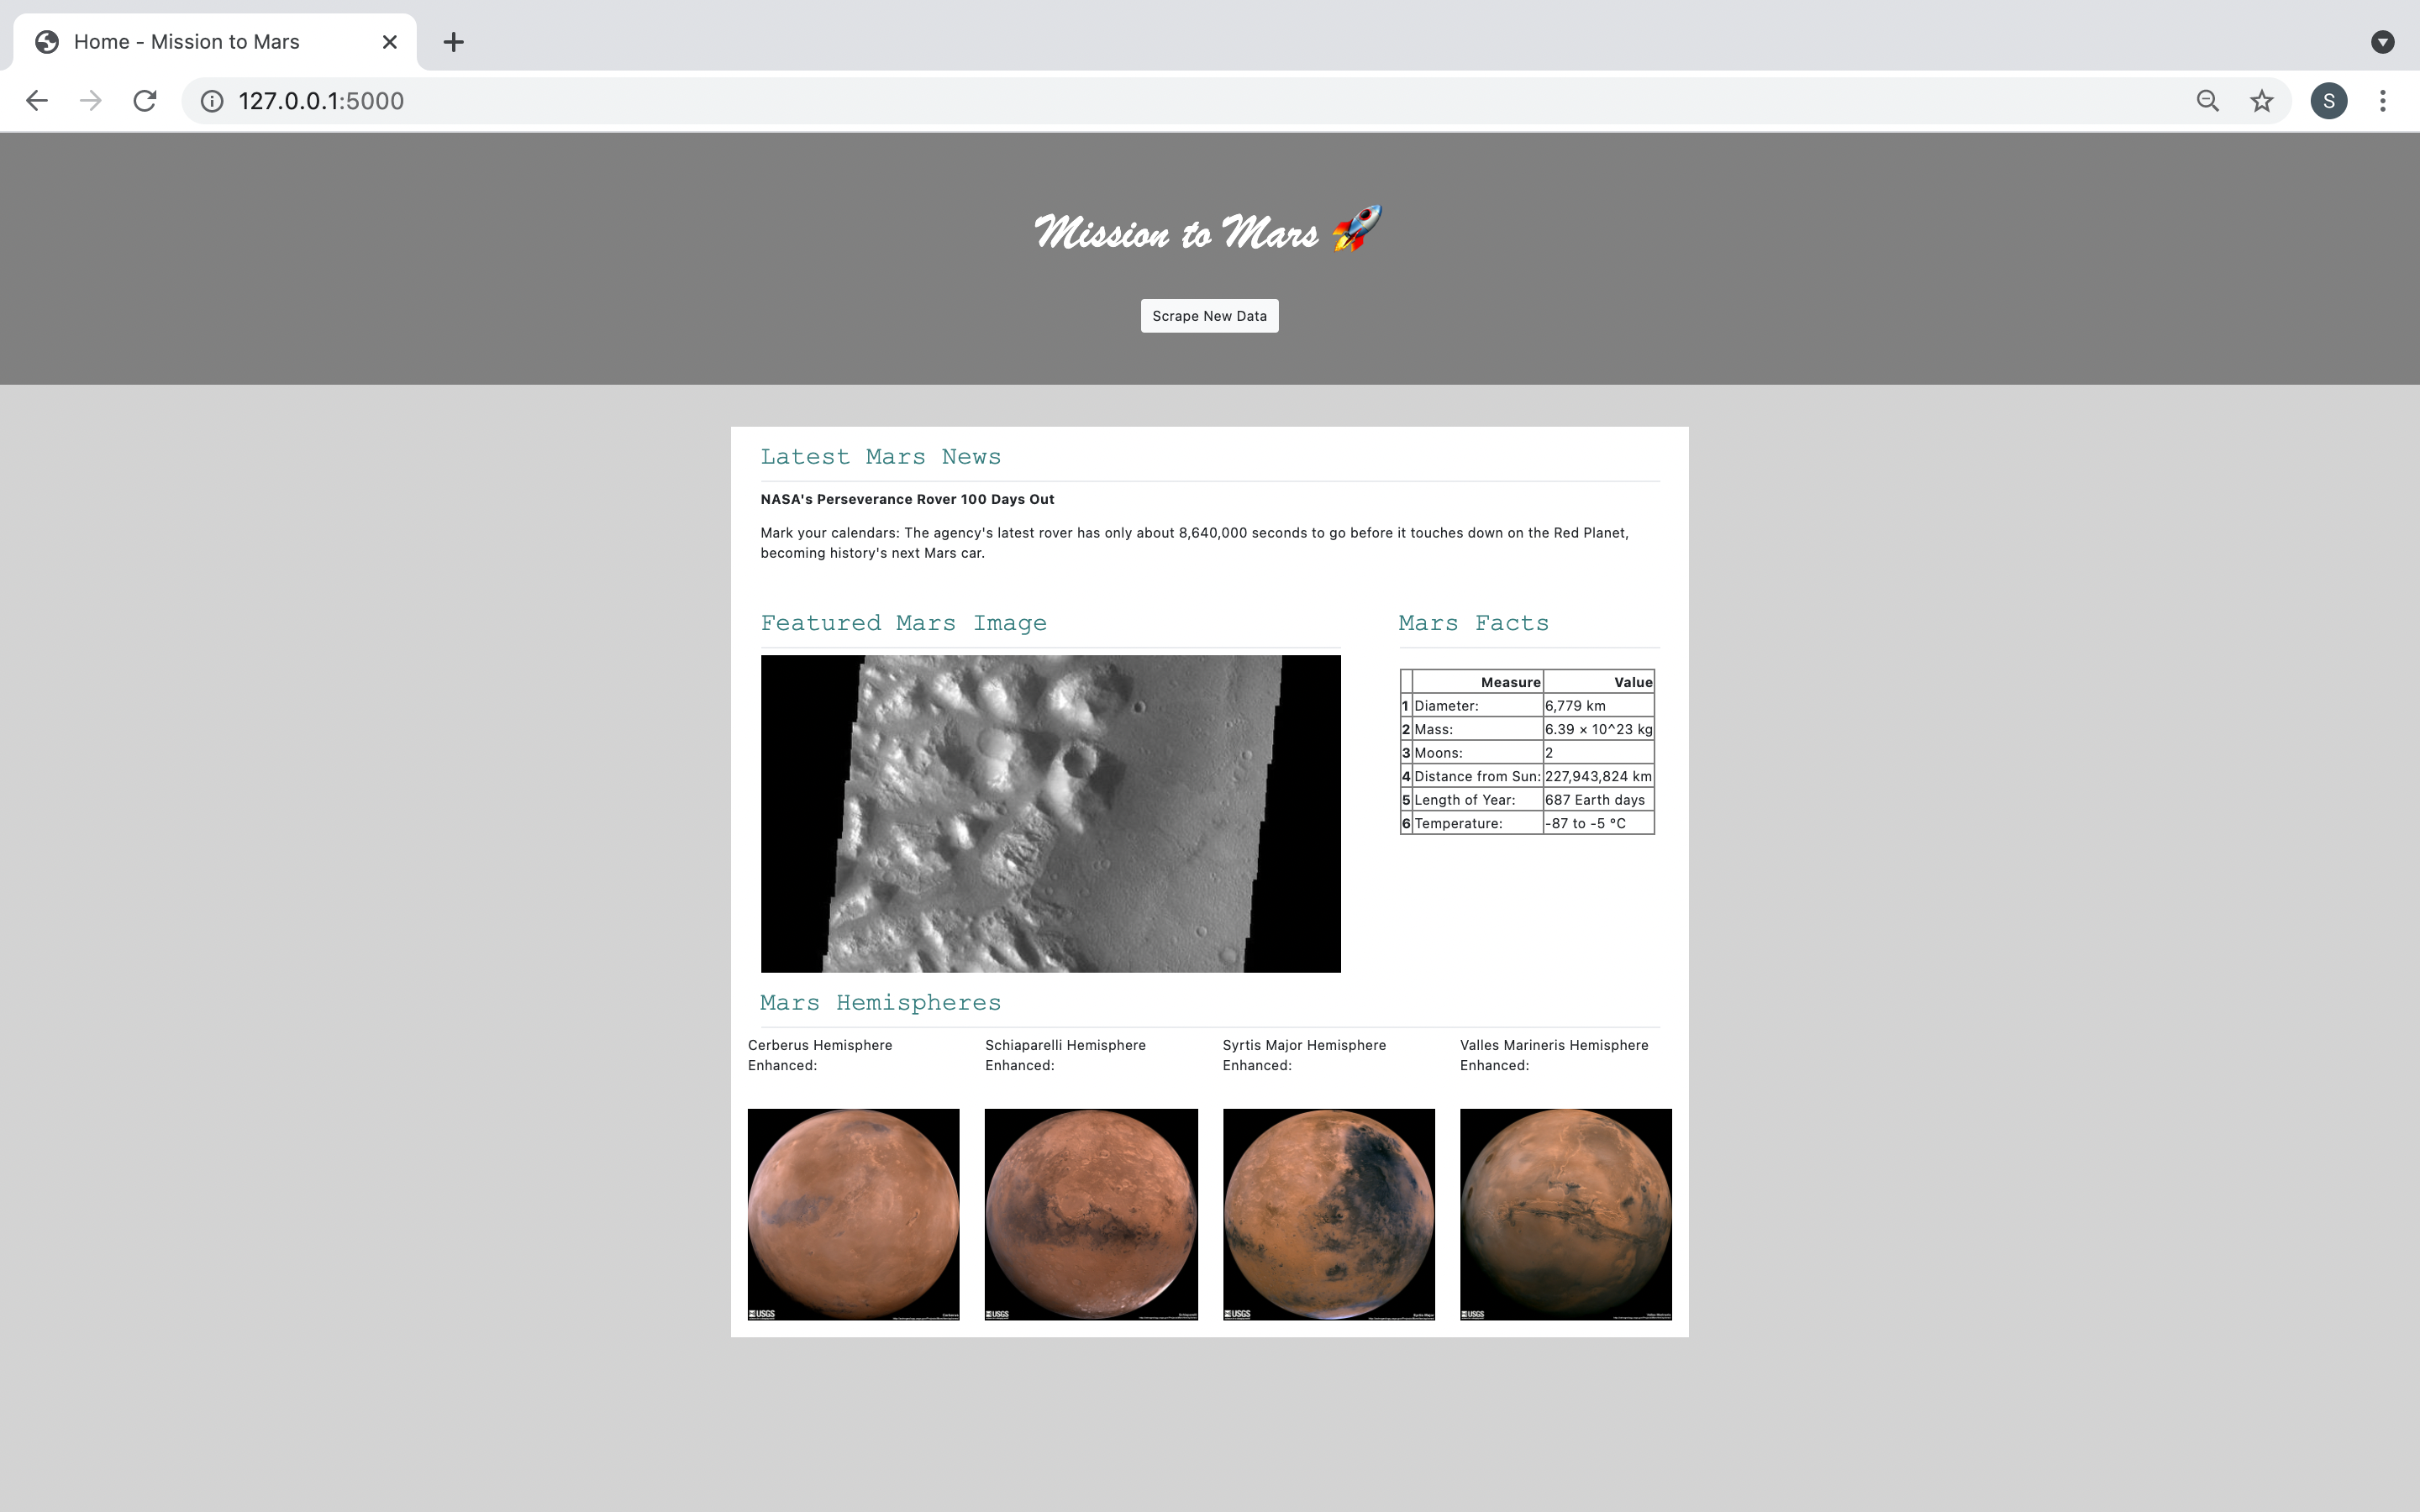 Home - Mission to Mars
127.0.0.1:5000
S
Mission to Mars 🚀
Scrape New Data
Latest Mars News
NASA's Perseverance Rover 100 Days Out
Mark your calendars: The agency's latest rover has only about 8,640,000 seconds to go before it touches down on the Red Planet,
becoming history's next Mars car.
Featured Mars Image
Mars Facts
Measure Value
1 Diameter: 6,779 km
2 Mass: 6.39 × 10^23 kg
3 Moons: 2
4 Distance from Sun: 227,943,824 km
5 Length of Year: 687 Earth days
6 Temperature: -87 to -5 °C
Mars Hemispheres
Cerberus Hemisphere
Enhanced:
Schiaparelli Hemisphere
Enhanced:
Syrtis Major Hemisphere
Enhanced:
Valles Marineris Hemisphere
Enhanced:
USGS
USGS
USGS
USGS